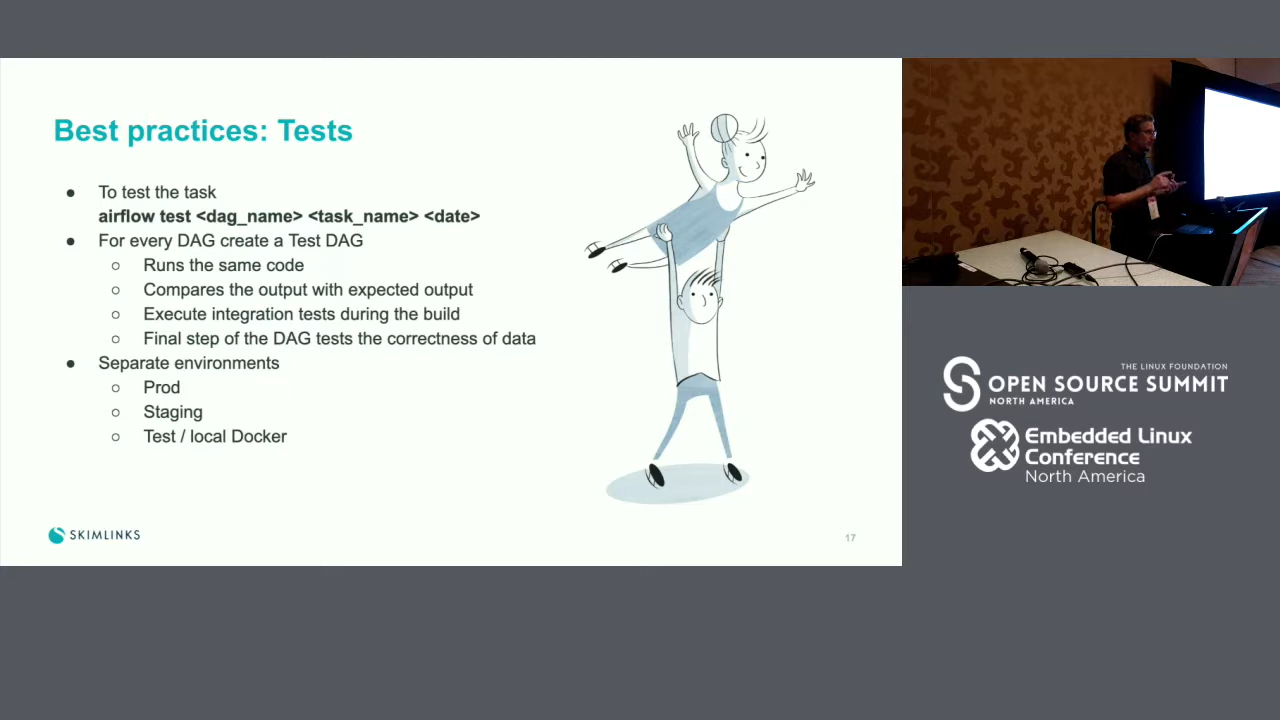 Best practices: Tests
● To test the task
airflow test <dag_name> <task_name> <date>
● For every DAG create a Test DAG
○ Runs the same code
○ Compares the output with expected output
○ Execute integration tests during the build
○ Final step of the DAG tests the correctness of data
● Separate environments
○ Prod
○ Staging
○ Test / local Docker
SKIMLINKS
17
THE LINUX FOUNDATION
OPEN SOURCE SUMMIT
NORTH AMERICA
Embedded Linux
Conference
North America